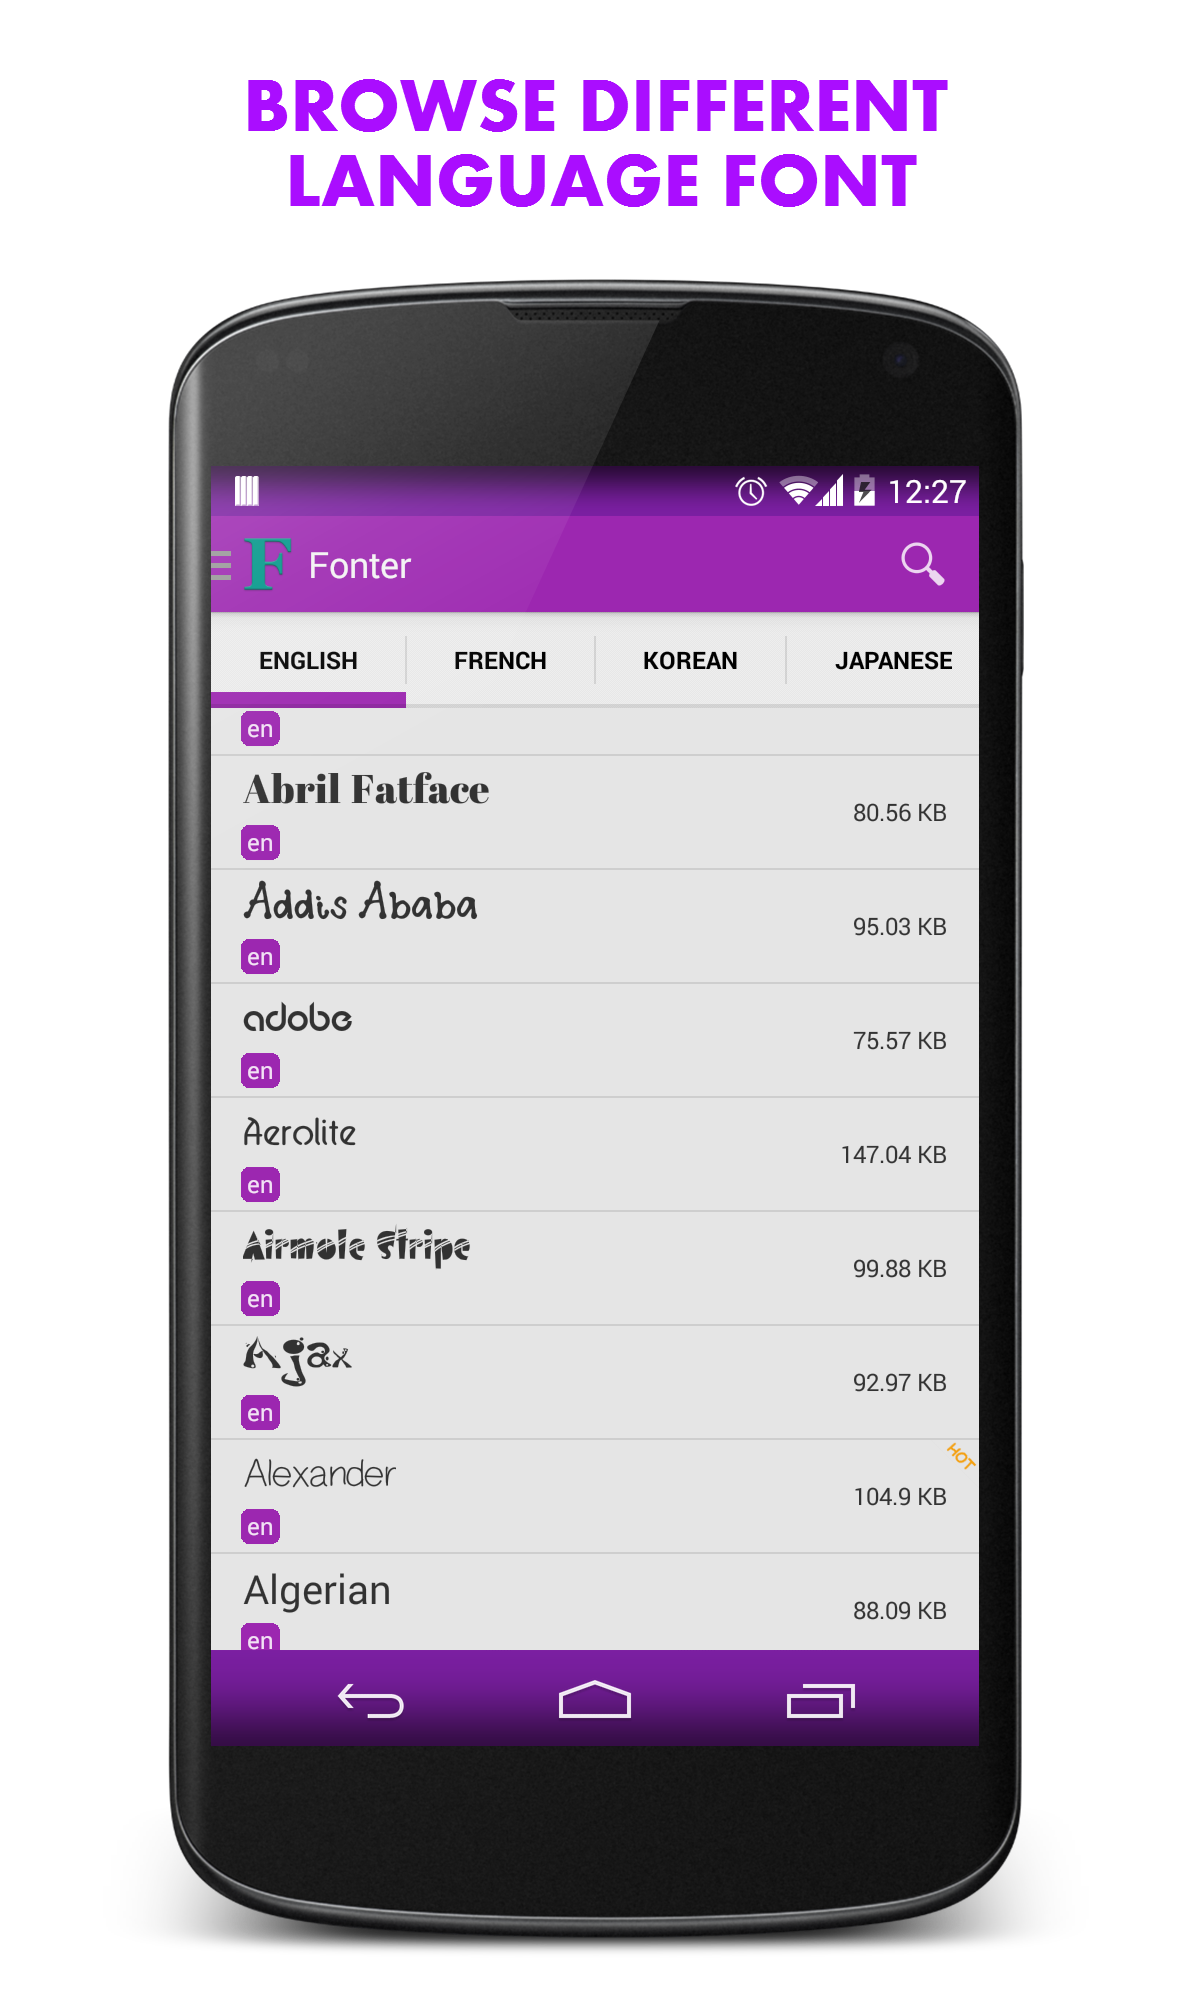 BROWSE DIFFERENT
LANGUAGE FONT
12:27
F Fonter
ENGLISH FRENCH KOREAN JAPANESE
en
Abril Fatface
80.56 KB
en
Addis Ababa
95.03 KB
en
adobe
75.57 KB
en
Aerolite
147.04 KB
en
Airmole Stripe
99.88 KB
en
Ajax
92.97 KB
en
HOT
Alexander
104.9 KB
en
Algerian
88.09 KB
en